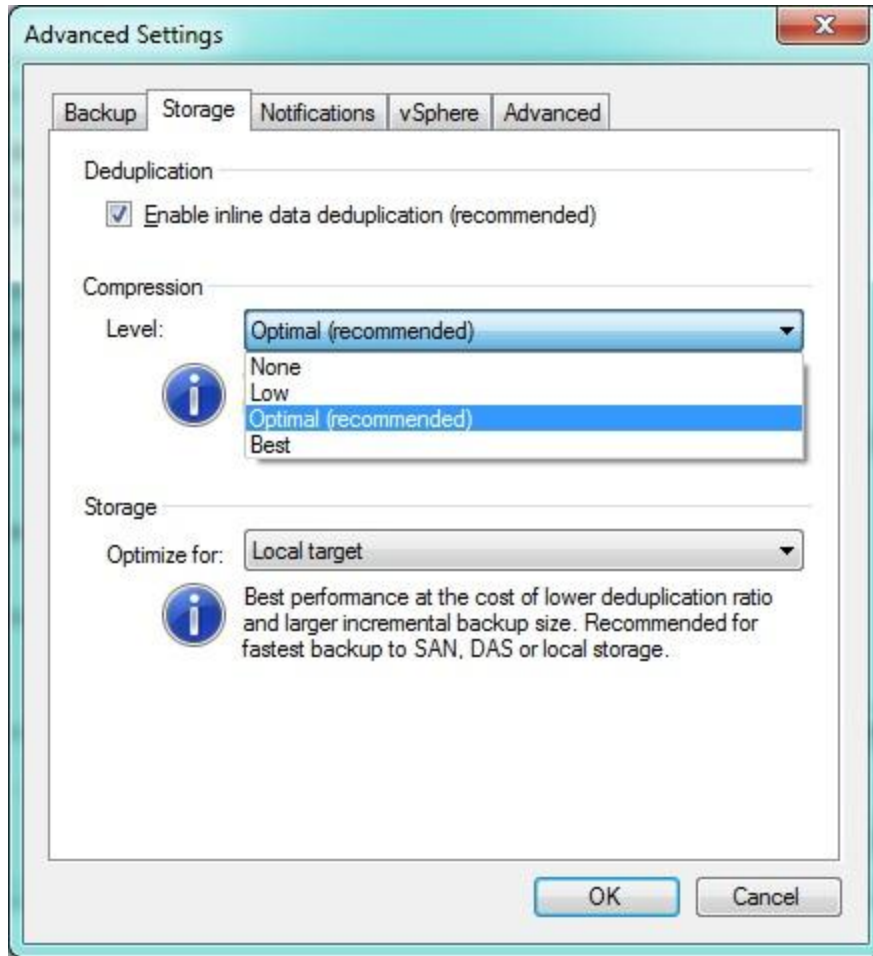 Advanced Settings
Backup Storage Notifications vSphere Advanced
Deduplication
Enable inline data deduplication (recommended)
Compression
Level: Optimal (recommended)
None
Low
Optimal (recommended)
Best
Storage
Optimize for: Local target
Best performance at the cost of lower deduplication ratio
and larger incremental backup size. Recommended for
fastest backup to SAN, DAS or local storage.
OK Cancel